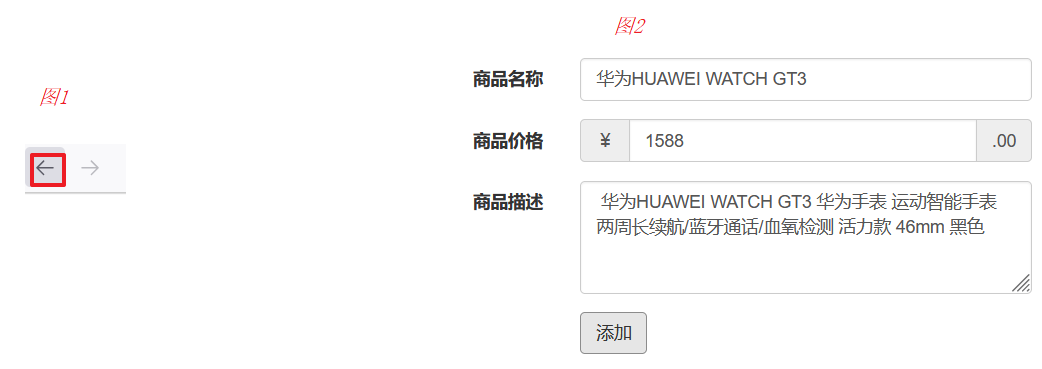 图2
图1
商品名称 华为HUAWEI WATCH GT3
商品价格 ¥ 1588 .00
商品描述 华为HUAWEI WATCH GT3 华为手表 运动智能手表
两周长续航/蓝牙通话/血氧检测 活力款 46mm 黑色
添加